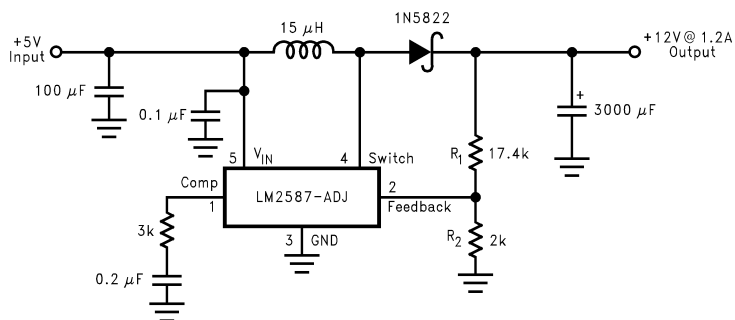 +5V
Input
100 μF
0.1 μF
15 μH
1N5822
+12V@ 1.2A
Output
3000 μF
+
R1 17.4k
R2 2k
5 VIN
4 Switch
Comp
1
LM2587-ADJ
2
Feedback
3 GND
3k
0.2 μF